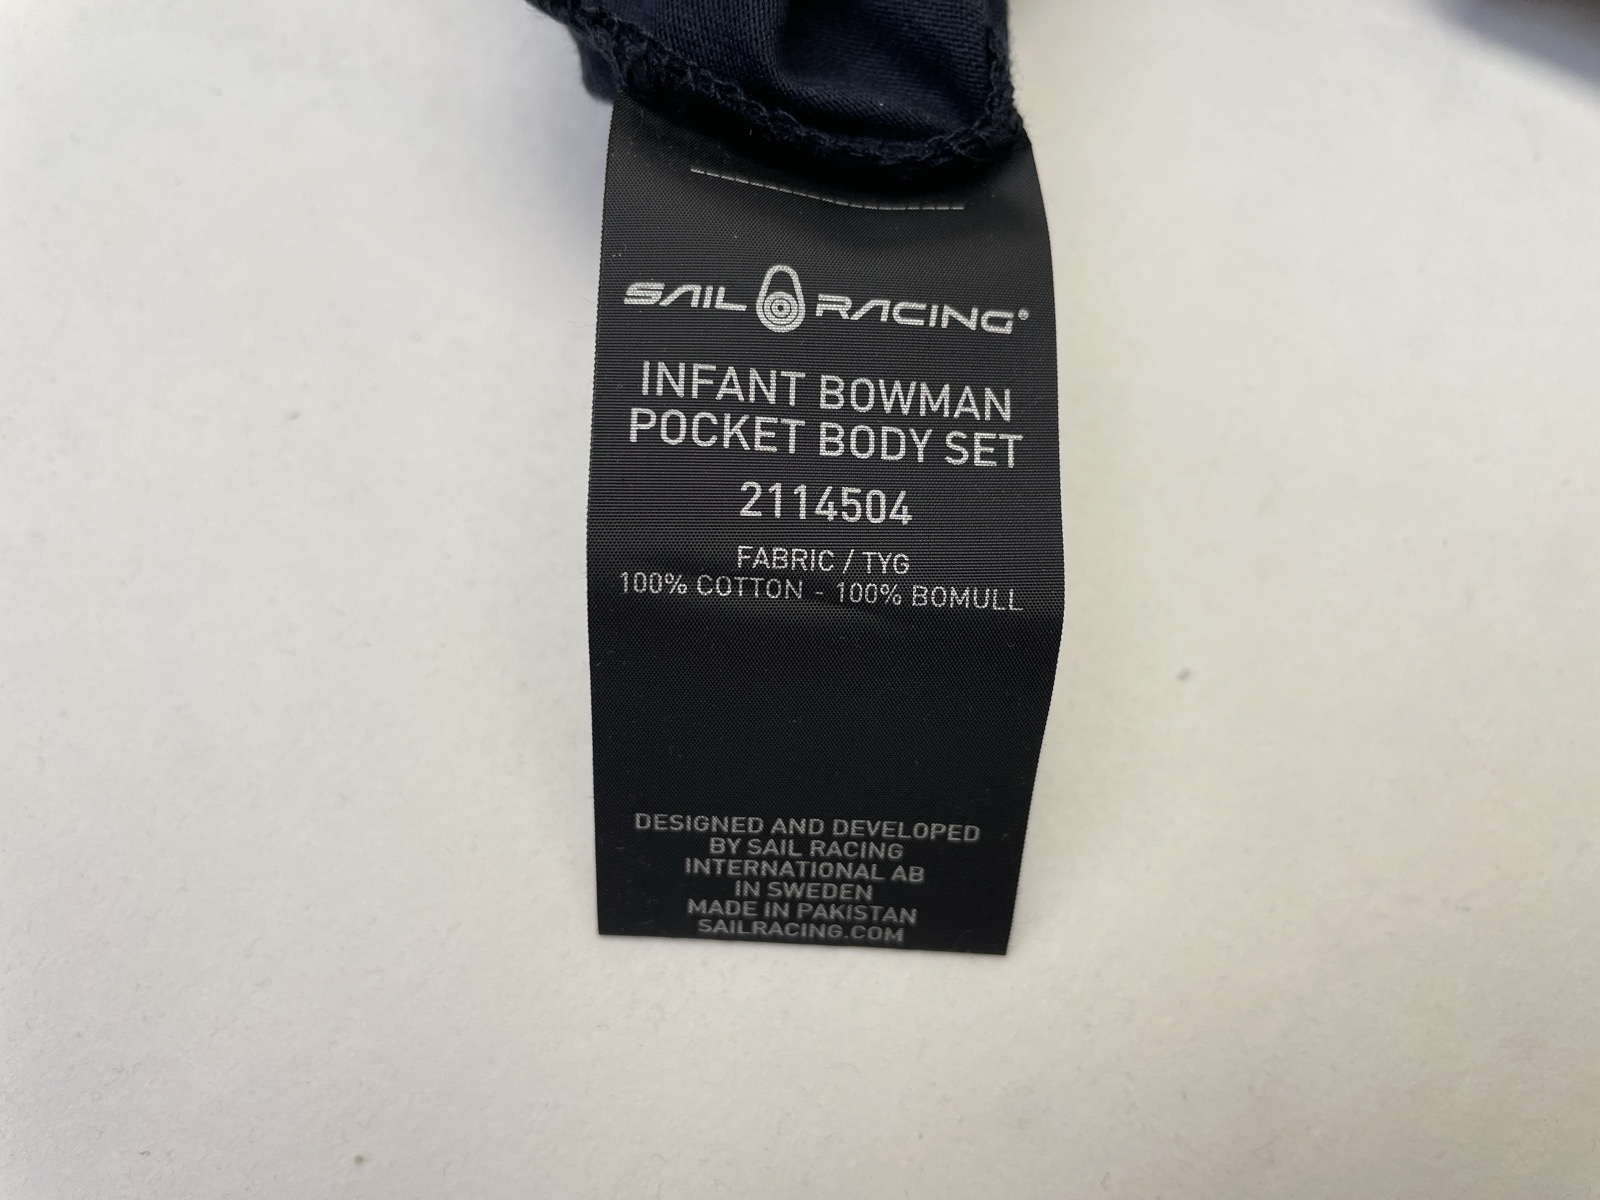 SAIL RACING®
INFANT BOWMAN
POCKET BODY SET
2114504
FABRIC / TYG
100% COTTON - 100% BOMULL
DESIGNED AND DEVELOPED
BY SAIL RACING
INTERNATIONAL AB
IN SWEDEN
MADE IN PAKISTAN
SAILRACING.COM